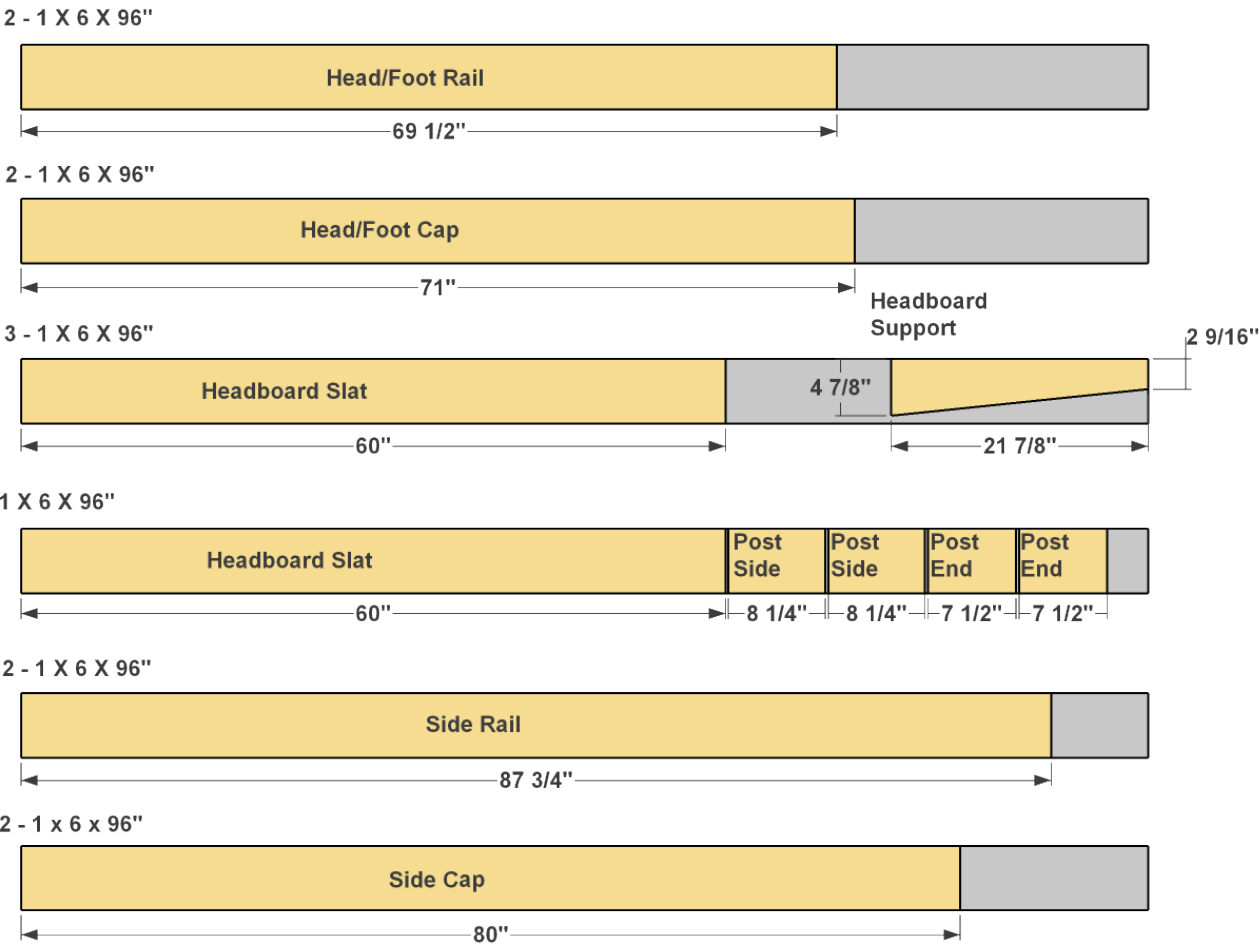 2 - 1 X 6 X 96"
Head/Foot Rail
69 1/2"
2 - 1 X 6 X 96"
Head/Foot Cap
71"
Headboard
Support
3 - 1 X 6 X 96"
2 9/16"
Headboard Slat
4 7/8"
60"
21 7/8"
1 X 6 X 96"
Headboard Slat
Post
Side
Post
Side
Post
End
Post
End
60"
8 1/4"
8 1/4"
7 1/2"
7 1/2"
2 - 1 X 6 X 96"
Side Rail
87 3/4"
2 - 1 x 6 x 96"
Side Cap
80"